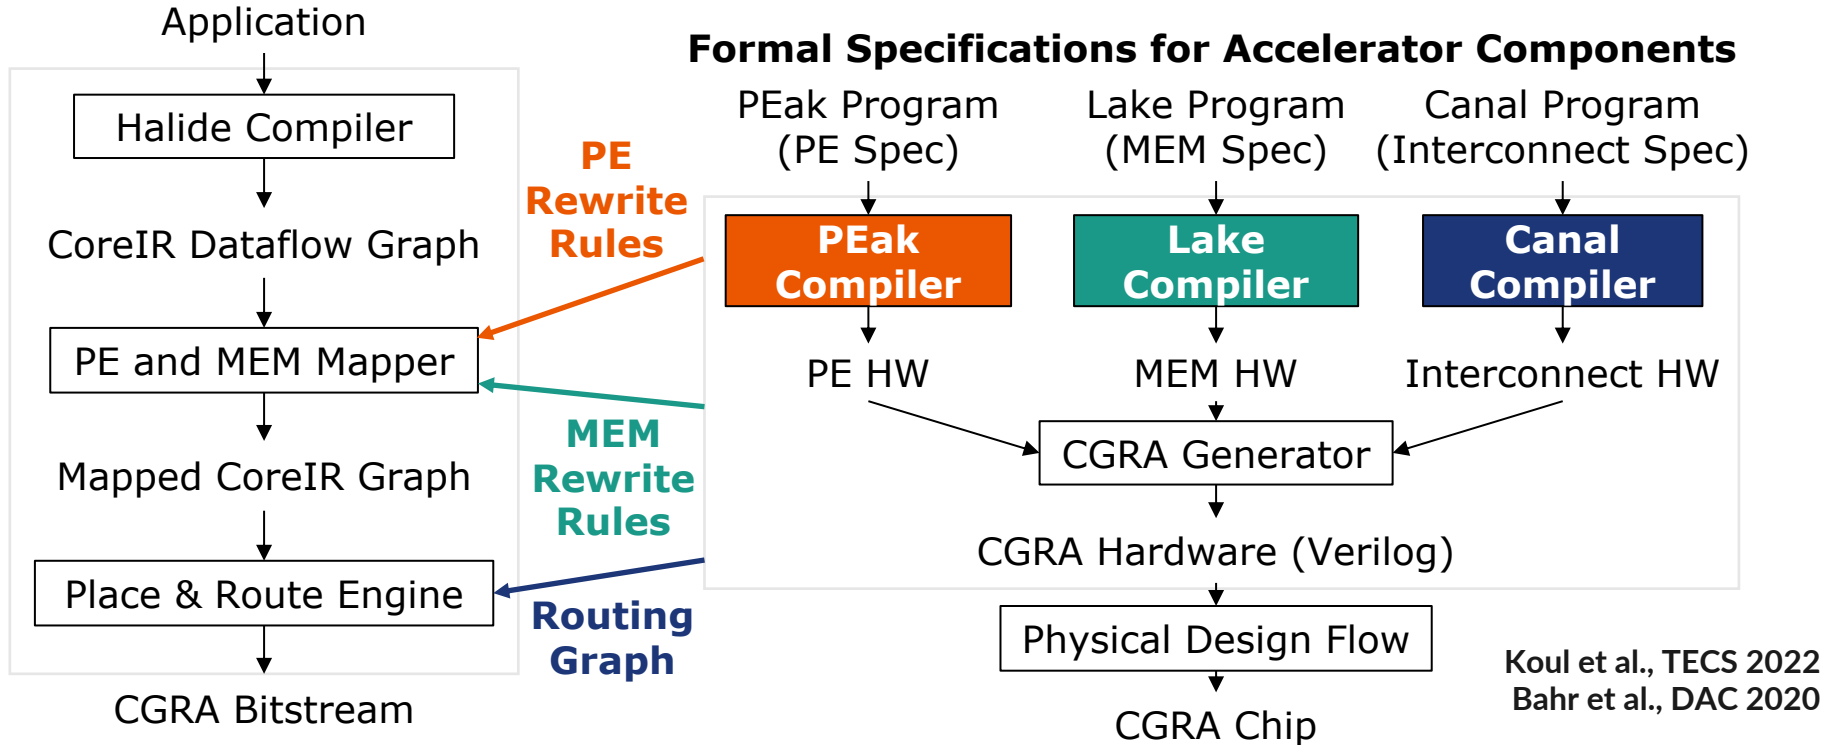 Application
Halide Compiler
CoreIR Dataflow Graph
PE and MEM Mapper
Mapped CoreIR Graph
Place & Route Engine
CGRA Bitstream
PE
Rewrite
Rules
MEM
Rewrite
Rules
Routing
Graph
Formal Specifications for Accelerator Components
PEak Program
(PE Spec)
Lake Program
(MEM Spec)
Canal Program
(Interconnect Spec)
PEak
Compiler
Lake
Compiler
Canal
Compiler
PE HW
MEM HW
Interconnect HW
CGRA Generator
CGRA Hardware (Verilog)
Physical Design Flow
CGRA Chip
Koul et al., TECS 2022
Bahr et al., DAC 2020